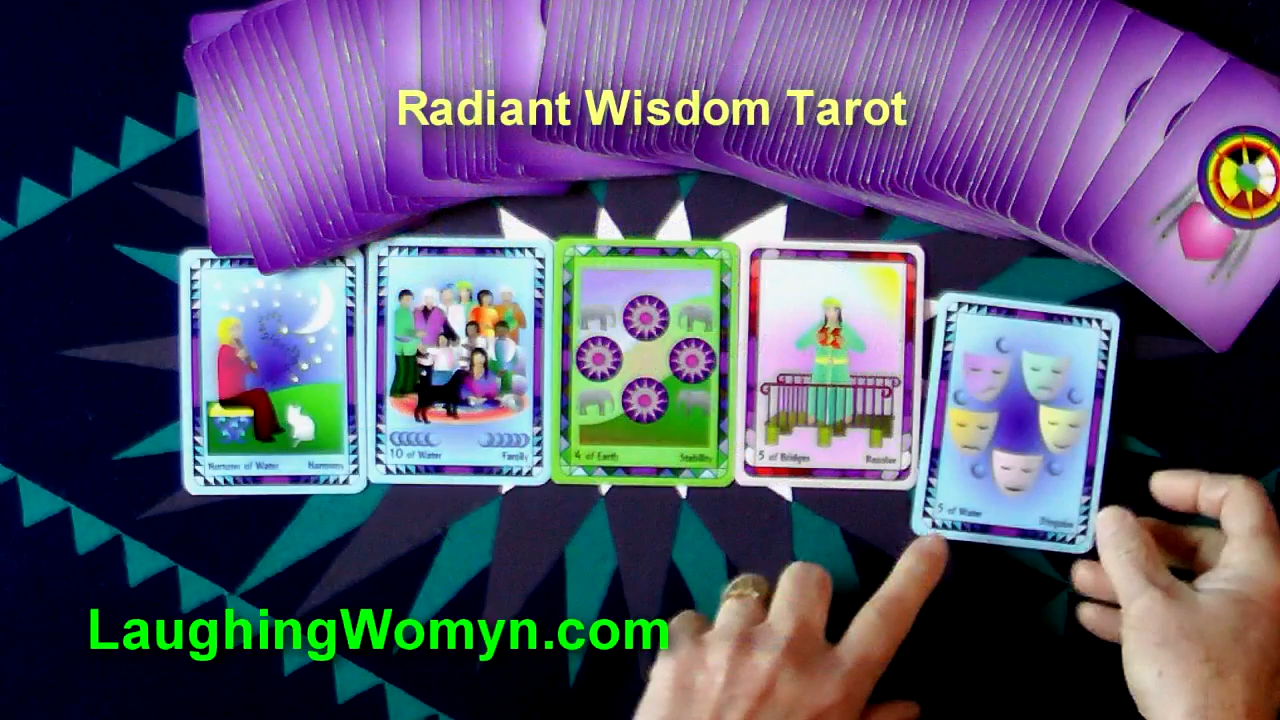 Radiant Wisdom Tarot
of Water Harmony
10 of Water Family
4 of Earth Stability
5 of Bridges
5 of Water
LaughingWomyn.com